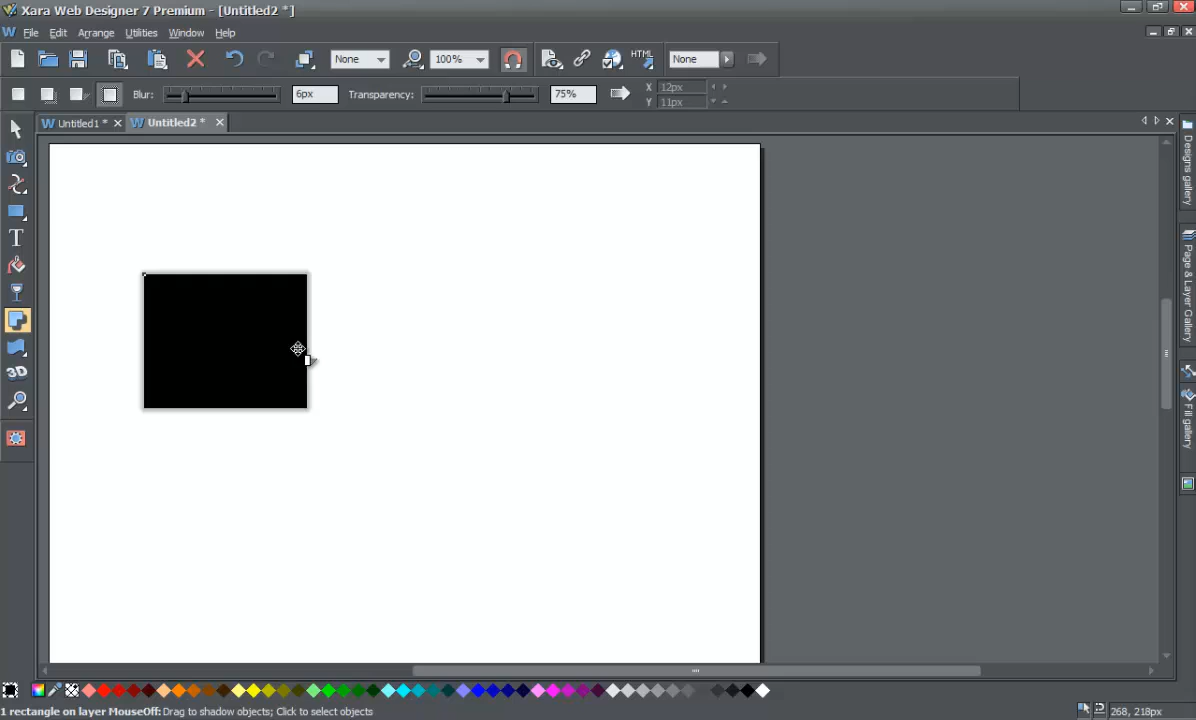 Xara Web Designer 7 Premium - [Untitled2 *]
File Edit Arrange Utilities Window Help
None 100% HTML None
Blur: 6px Transparency: 75% X 12px
Y 11px
Untitled1 * Untitled2 *
Designs gallery
Page & Layer Gallery
Fill gallery
T
3D
1 rectangle on layer MouseOff: Drag to shadow objects; Click to select objects 268, 218px